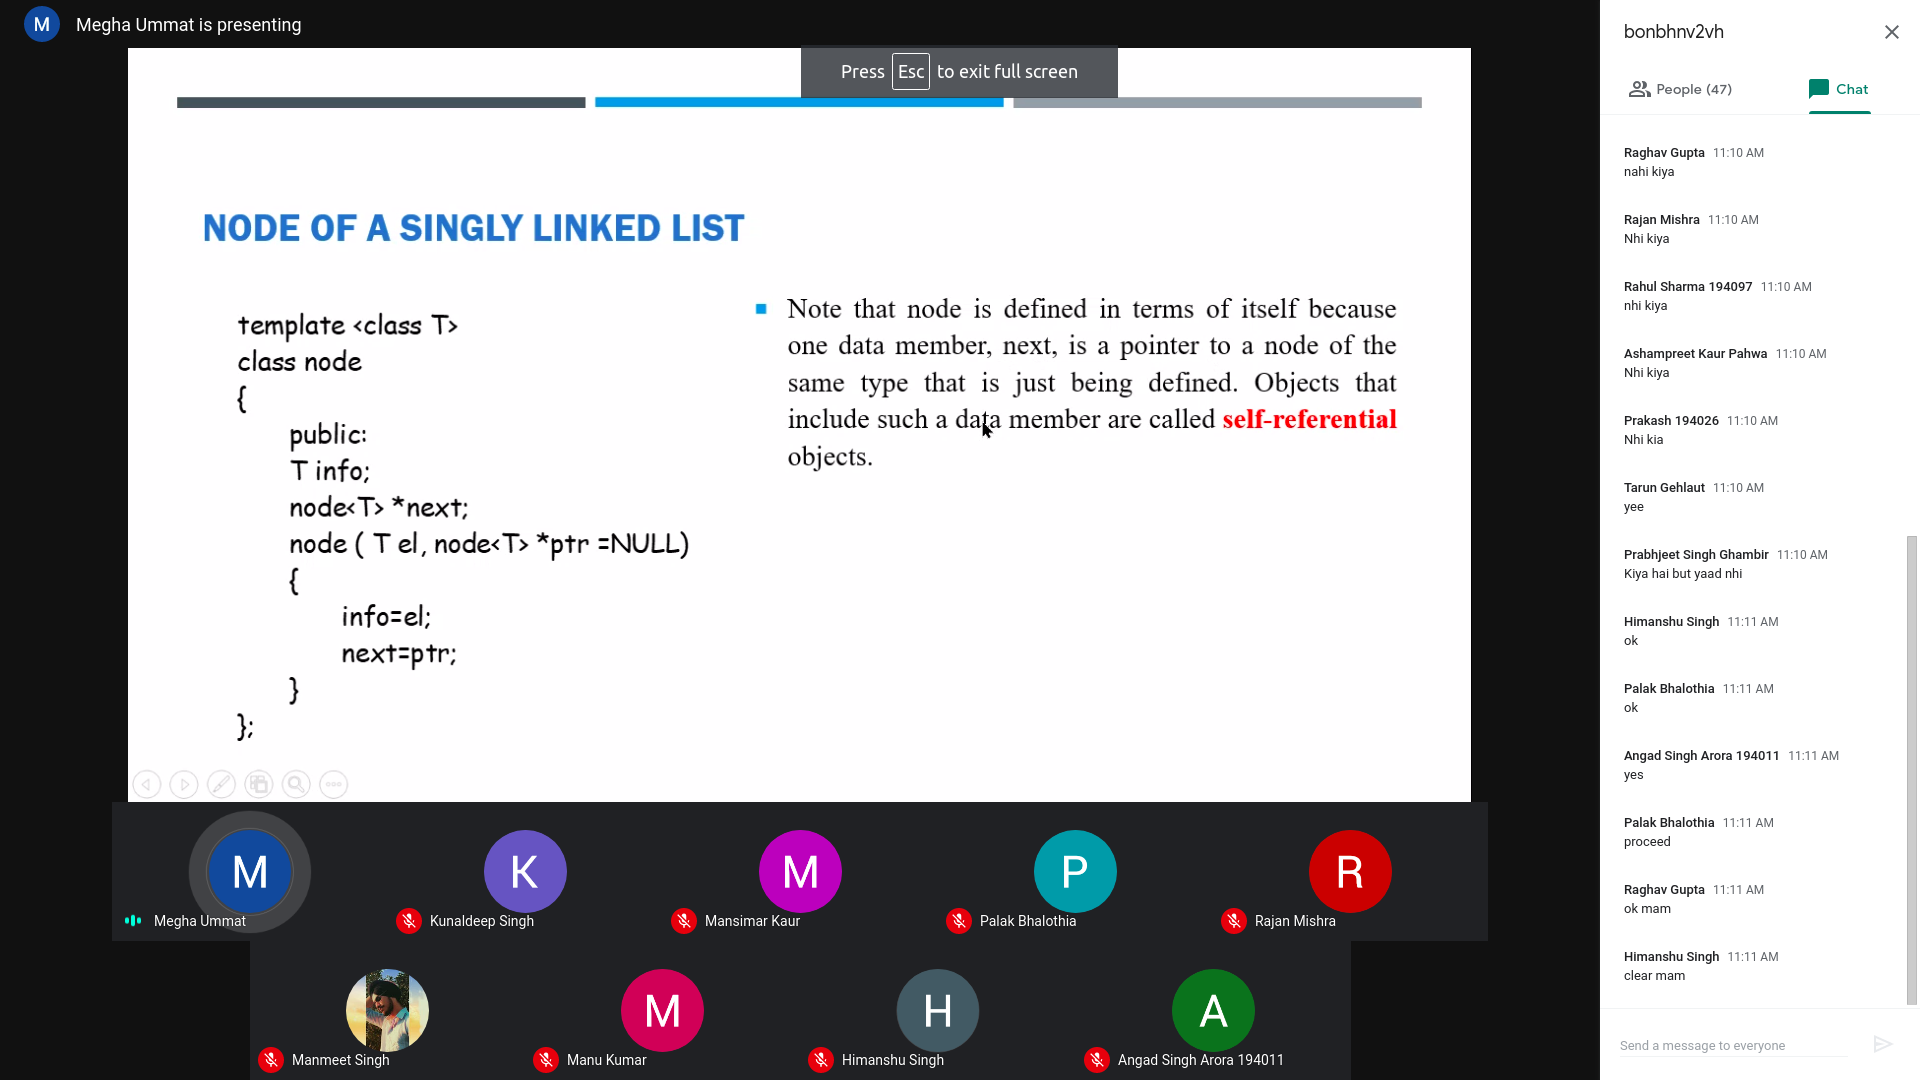 M
Megha Ummat is presenting
Press Esc to exit full screen
NODE OF A SINGLY LINKED LIST
template <class T>
class node
{
public:
T info;
node<T> *next;
node ( T el, node<T> *ptr =NULL)
{
info=el;
next=ptr;
}
};
Note that node is defined in terms of itself because
one data member, next, is a pointer to a node of the
same type that is just being defined. Objects that
include such a data member are called self-referential
objects.
M
Megha Ummat
K
Kunaldeep Singh
M
Mansimar Kaur
P
Palak Bhalothia
R
Rajan Mishra
Manmeet Singh
M
Manu Kumar
H
Himanshu Singh
A
Angad Singh Arora 194011
bonbhnv2vh
People (47)
Chat
Raghav Gupta 11:10 AM
nahi kiya
Rajan Mishra 11:10 AM
Nhi kiya
Rahul Sharma 194097 11:10 AM
nhi kiya
Ashampreet Kaur Pahwa 11:10 AM
Nhi kiya
Prakash 194026 11:10 AM
Nhi kia
Tarun Gehlaut 11:10 AM
yee
Prabhjeet Singh Ghambir 11:10 AM
Kiya hai but yaad nhi
Himanshu Singh 11:11 AM
ok
Palak Bhalothia 11:11 AM
ok
Angad Singh Arora 194011 11:11 AM
yes
Palak Bhalothia 11:11 AM
proceed
Raghav Gupta 11:11 AM
ok mam
Himanshu Singh 11:11 AM
clear mam
Send a message to everyone